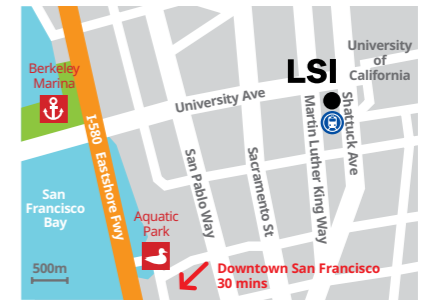 University
of
California
LSI
Berkeley
Marina
University Ave
I-580 Eastshore Fwy
San Pablo Way
Sacramento St
Martin Luther King Way
Shattuck Ave
San
Francisco
Bay
Aquatic
Park
500m
Downtown San Francisco
30 mins